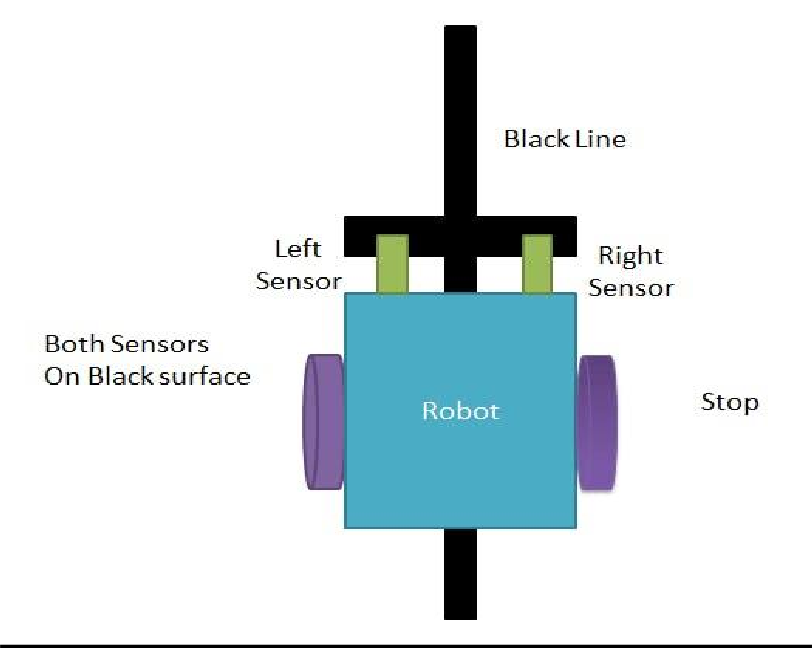 Black Line
Left
Sensor
Right
Sensor
Both Sensors
On Black surface
Robot
Stop